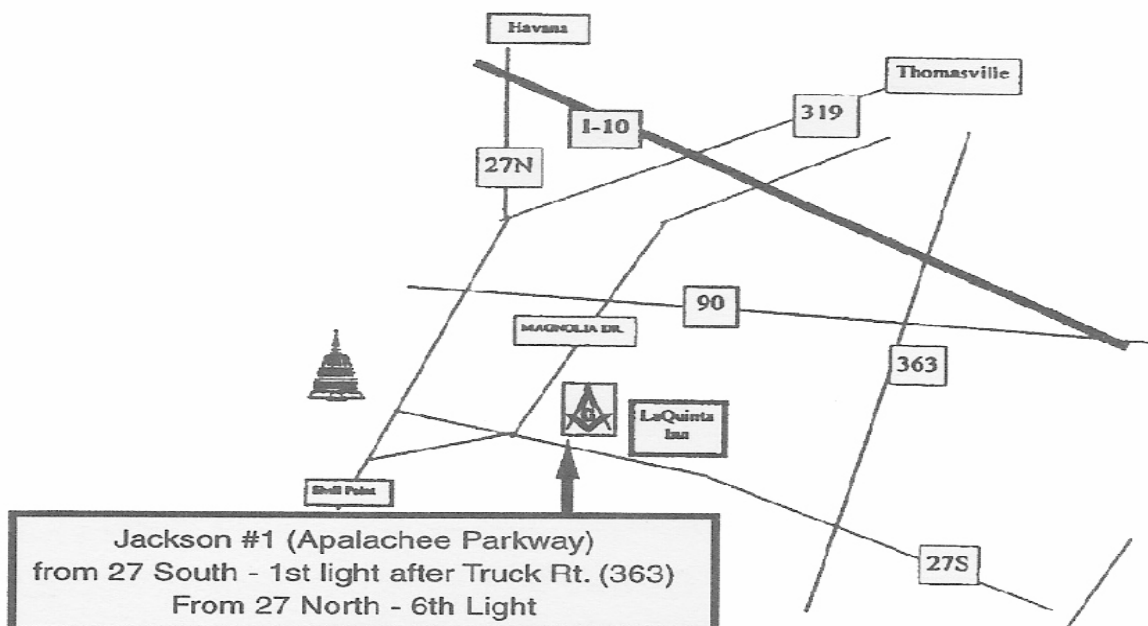 Havana
Thomasville
319
I-10
27N
90
MAGNOLIA DR.
363
G
LaQuinta
Inn
Shell Point
Jackson #1 (Apalachee Parkway)
from 27 South - 1st light after Truck Rt. (363)
From 27 North - 6th Light
27S